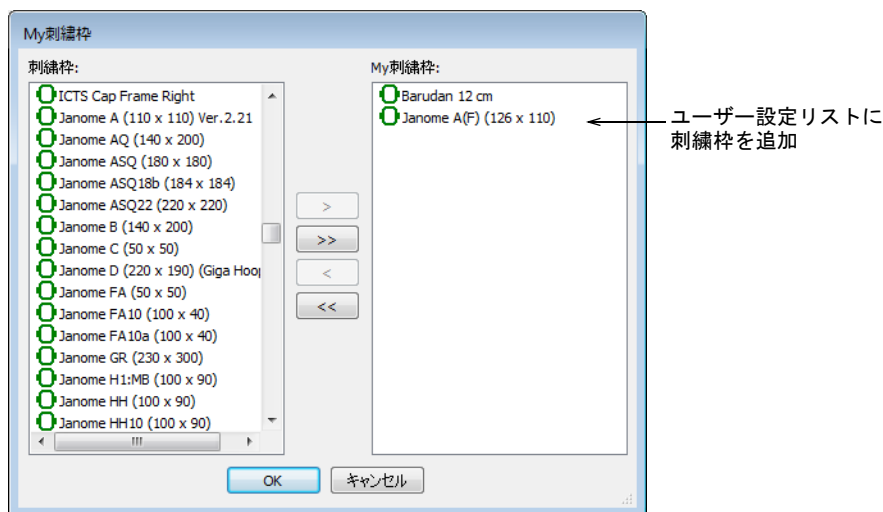 My刺繍枠
刺繍枠:
ICTS Cap Frame Right
Janome A (110 x 110) Ver.2.21
Janome AQ (140 x 200)
Janome ASQ (180 x 180)
Janome ASQ18b (184 x 184)
Janome ASQ22 (220 x 220)
Janome B (140 x 200)
Janome C (50 x 50)
Janome D (220 x 190) (Giga Hoop
Janome FA (50 x 50)
Janome FA10 (100 x 40)
Janome FA10a (100 x 40)
Janome GR (230 x 300)
Janome H1:MB (100 x 90)
Janome HH (100 x 90)
Janome HH10 (100 x 90)
>
>>
<
<<
My刺繍枠:
Barudan 12 cm
Janome A(F) (126 x 110)
ユーザー設定リストに
刺繍枠を追加
OK
キャンセル